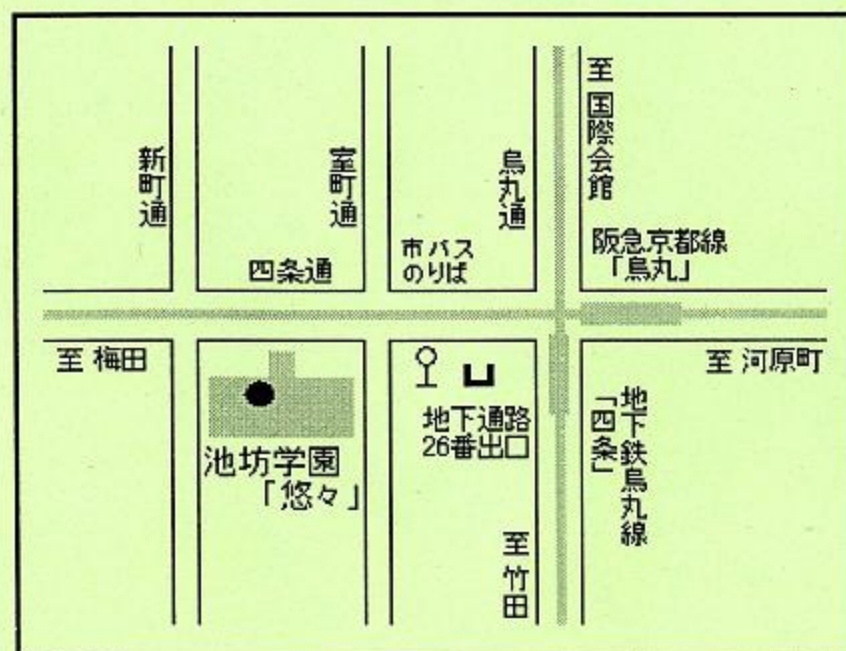 新町通
室町通
烏丸通
至 国際会館
四条通
市バス
のりば
阪急京都線
「烏丸」
至 梅田
至 河原町
地下通路
26番出口
池坊学園
「悠々」
地下鉄烏丸線
「四条」
至 竹田